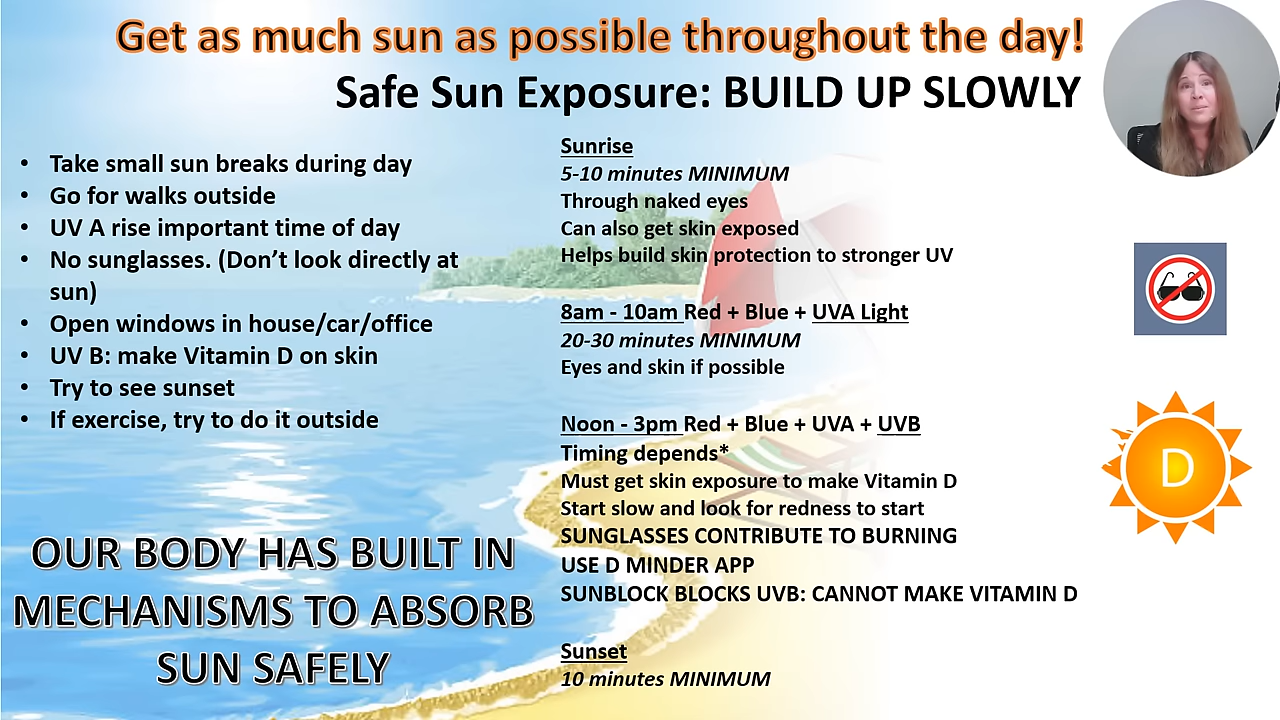 Get as much sun as possible throughout the day!
Safe Sun Exposure: BUILD UP SLOWLY
• Take small sun breaks during day
• Go for walks outside
• UV A rise important time of day
• No sunglasses. (Don’t look directly at
sun)
• Open windows in house/car/office
• UV B: make Vitamin D on skin
• Try to see sunset
• If exercise, try to do it outside
OUR BODY HAS BUILT IN
MECHANISMS TO ABSORB
SUN SAFELY
Sunrise
5-10 minutes MINIMUM
Through naked eyes
Can also get skin exposed
Helps build skin protection to stronger UV
8am - 10am Red + Blue + UVA Light
20-30 minutes MINIMUM
Eyes and skin if possible
Noon - 3pm Red + Blue + UVA + UVB
Timing depends*
Must get skin exposure to make Vitamin D
Start slow and look for redness to start
SUNGLASSES CONTRIBUTE TO BURNING
USE D MINDER APP
SUNBLOCK BLOCKS UVB: CANNOT MAKE VITAMIN D
Sunset
10 minutes MINIMUM
D